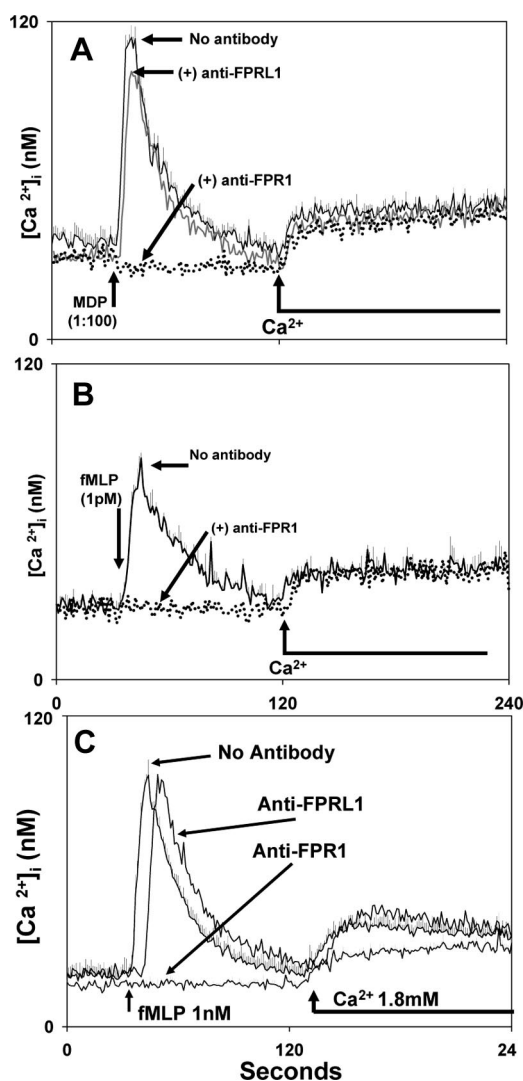 120
A
No antibody
(+) anti-FPRL1
(+) anti-FPR1
[Ca 2+]i (nM)
MDP
(1:100)
Ca2+
0
120
B
No antibody
fMLP
(1pM)
(+) anti-FPR1
[Ca 2+]i (nM)
Ca2+
0
0
120
240
120
C
No Antibody
Anti-FPRL1
Anti-FPR1
[Ca 2+]i (nM)
fMLP 1nM
Ca2+ 1.8mM
0
0
120
24
Seconds